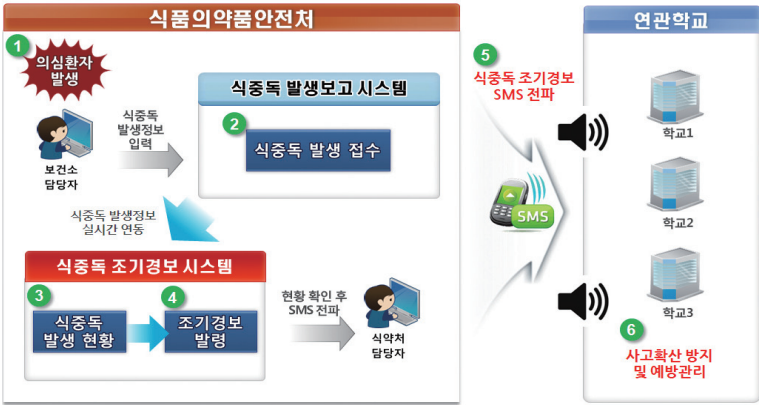 식품의약품안전처
1
의심환자
발생
보건소
담당자
식중독
발생정보
입력
식중독 발생보고 시스템
2
식중독 발생 접수
식중독 발생정보
실시간 연동
식중독 조기경보 시스템
3
식중독
발생 현황
4
조기경보
발령
현황 확인 후
SMS 전파
식약처
담당자
5
식중독 조기경보
SMS 전파
SMS
연관학교
학교1
학교2
학교3
6
사고확산 방지
및 예방관리